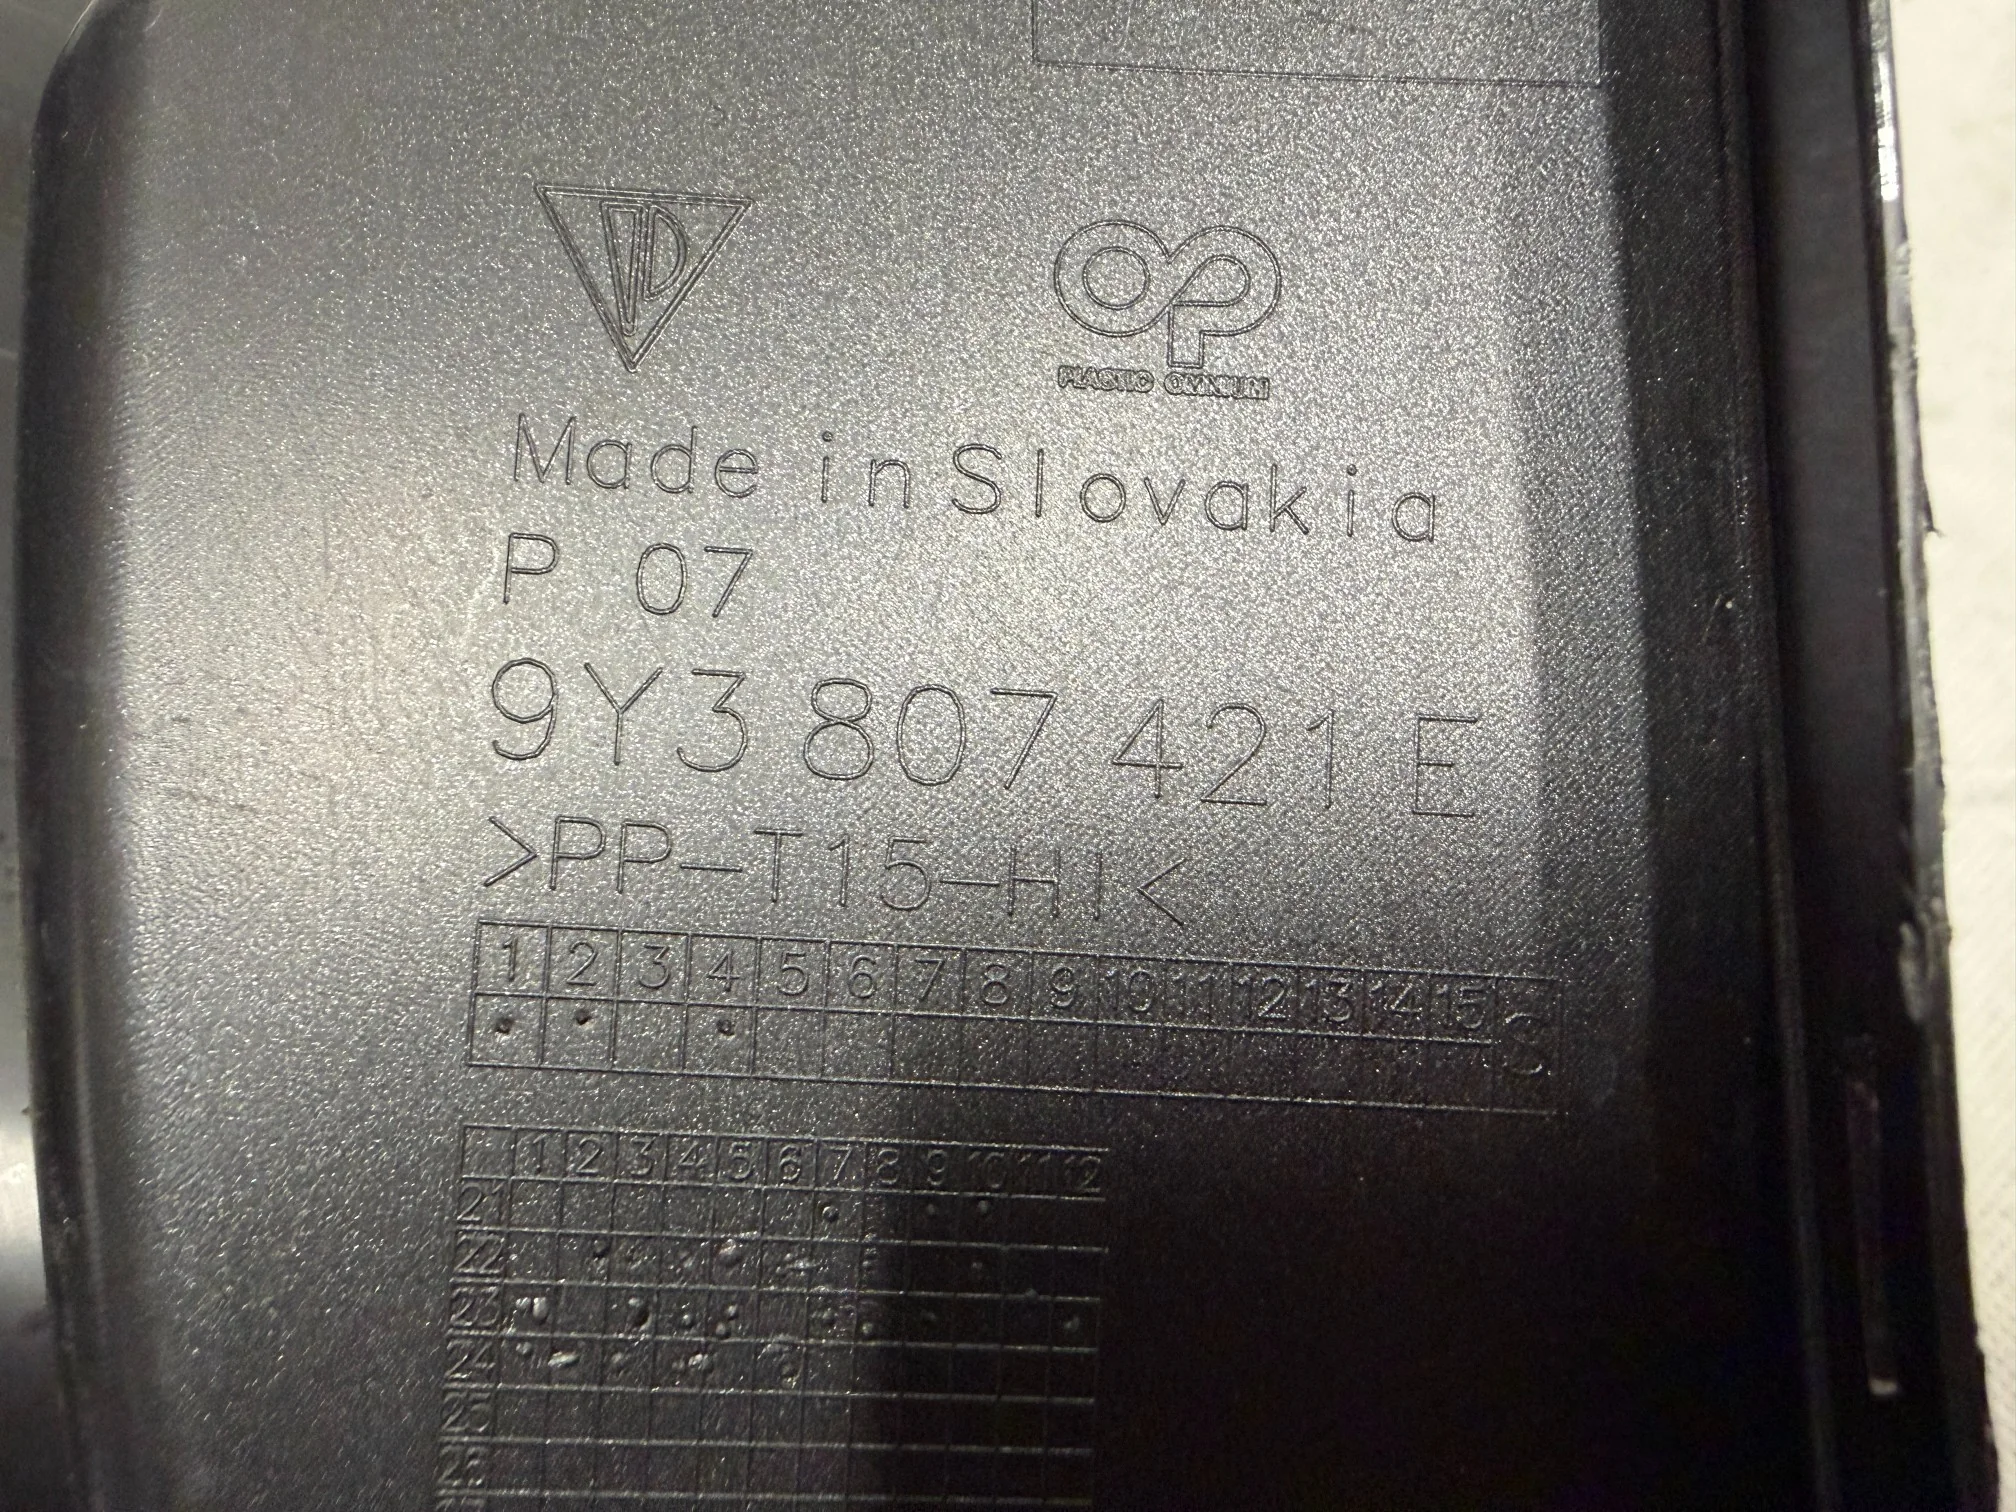 PLASTIC OMNIUM
Made in Slovakia
P 07
9Y3 807 421 E
>PP-T15-HI<
1 2 3 4 5 6 7 8 9 10 11 12 13 14 15
1 2 3 4 5 6 7 8 9 10 11 12
21
22
23
24
25